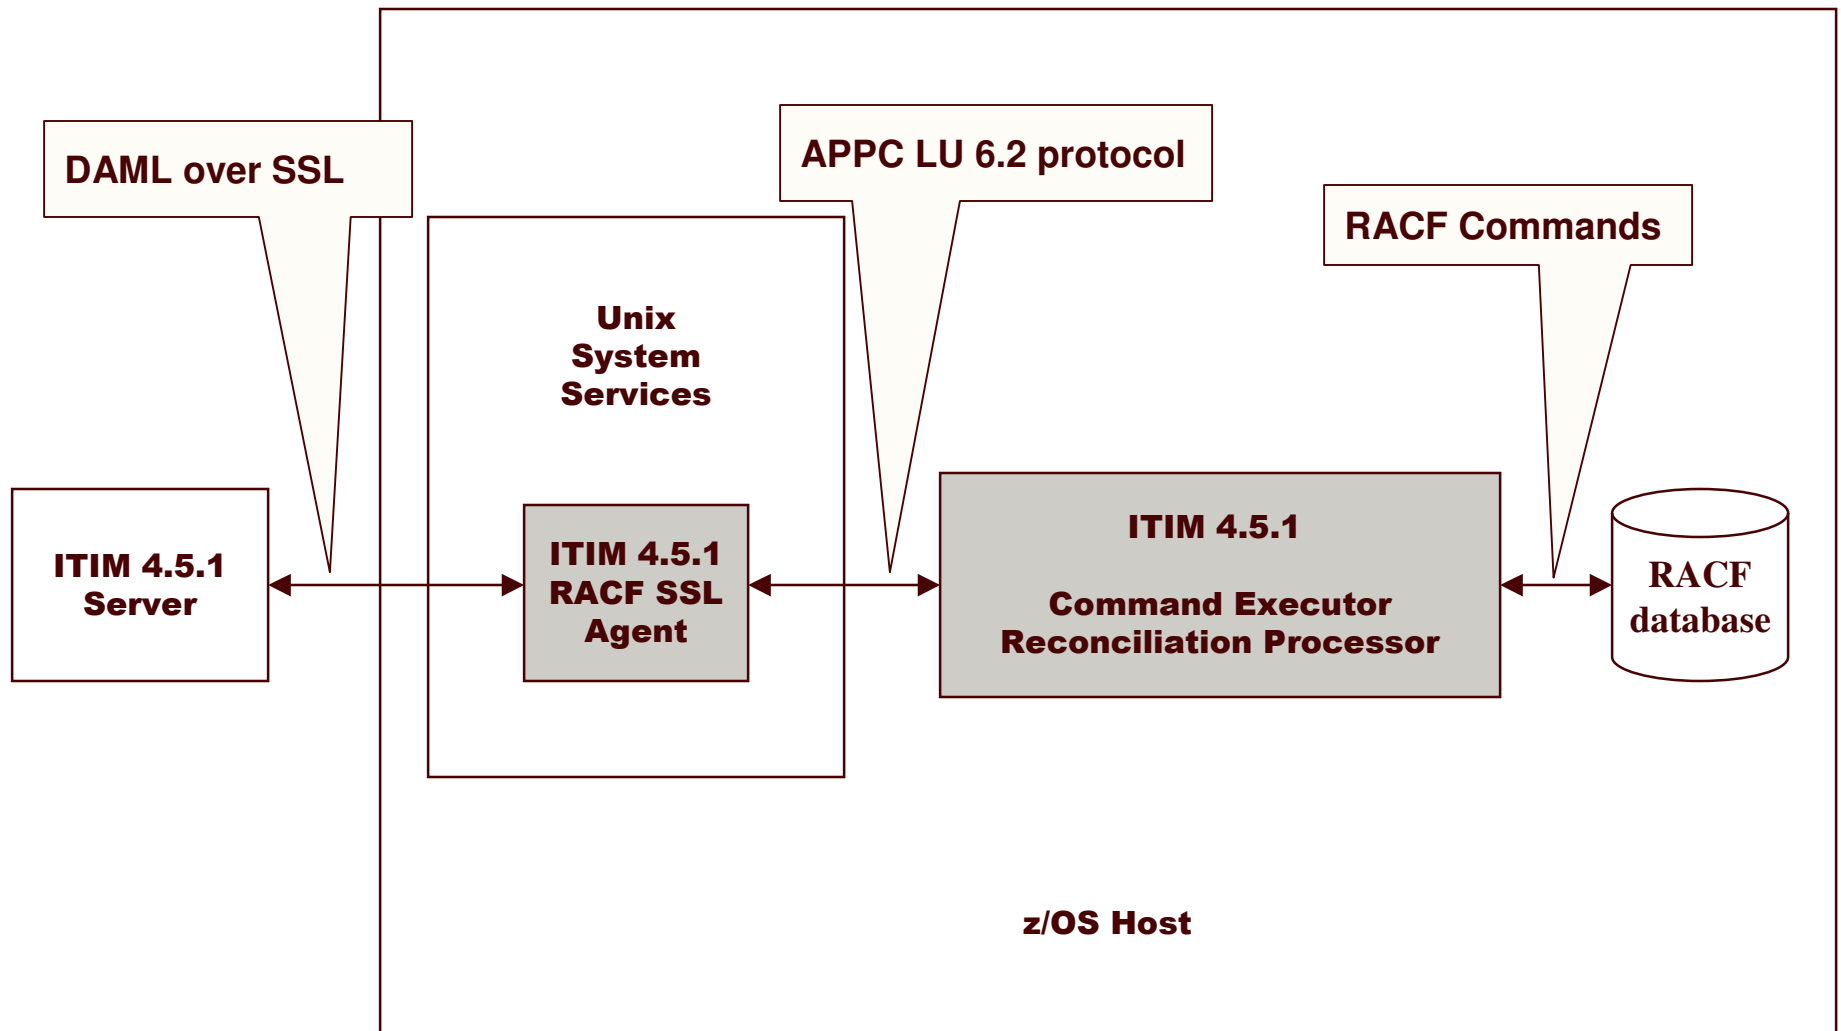 DAML over SSL
APPC LU 6.2 protocol
RACF Commands
Unix
System
Services
ITIM 4.5.1
Server
ITIM 4.5.1
RACF SSL
Agent
ITIM 4.5.1
Command Executor
Reconciliation Processor
RACF
database
z/OS Host